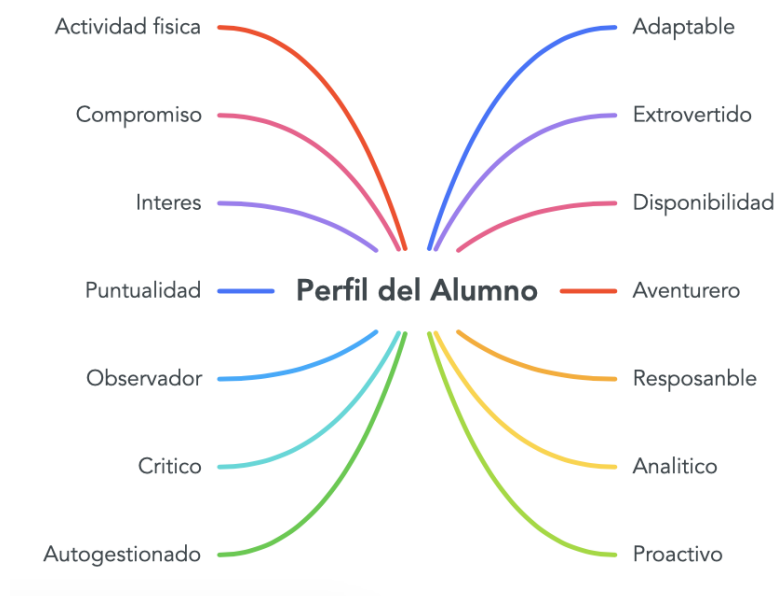 Actividad fisica
Adaptable
Compromiso
Extrovertido
Interes
Disponibilidad
Puntualidad
Perfil del Alumno
Aventurero
Observador
Resposanble
Critico
Analitico
Autogestionado
Proactivo